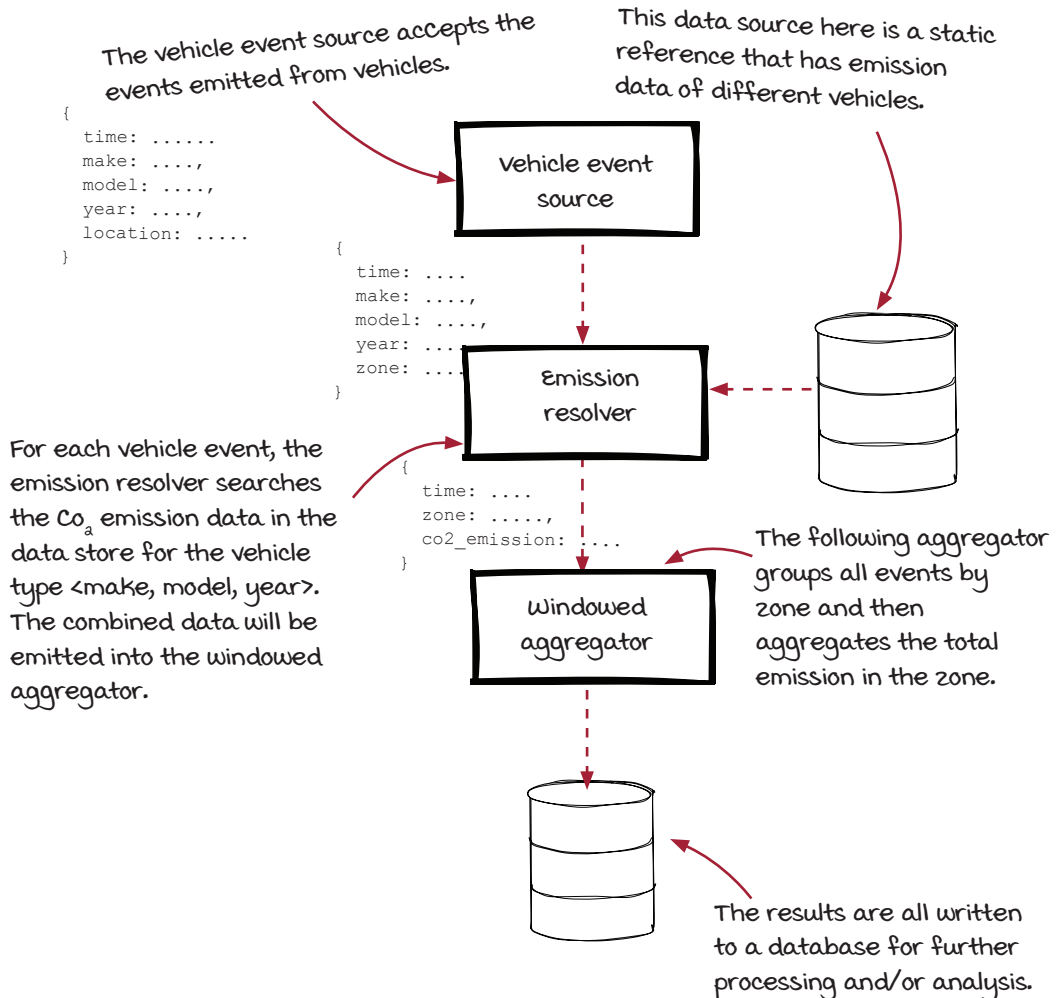 The vehicle event source accepts the
events emitted from vehicles.
This data source here is a static
reference that has emission
data of different vehicles.
{
time: ......
make: ....,
model: ....,
year: ....,
location: .....
}
Vehicle event
source
{
time: ....
make: ....,
model: ....,
year: ....
zone: ....
}
Emission
resolver
For each vehicle event, the
emission resolver searches
the Co₂ emission data in the
data store for the vehicle
type <make, model, year>.
The combined data will be
emitted into the windowed
aggregator.
{
time: ....
zone: .....,
co2_emission: ....
}
Windowed
aggregator
The following aggregator
groups all events by
zone and then
aggregates the total
emission in the zone.
The results are all written
to a database for further
processing and/or analysis.